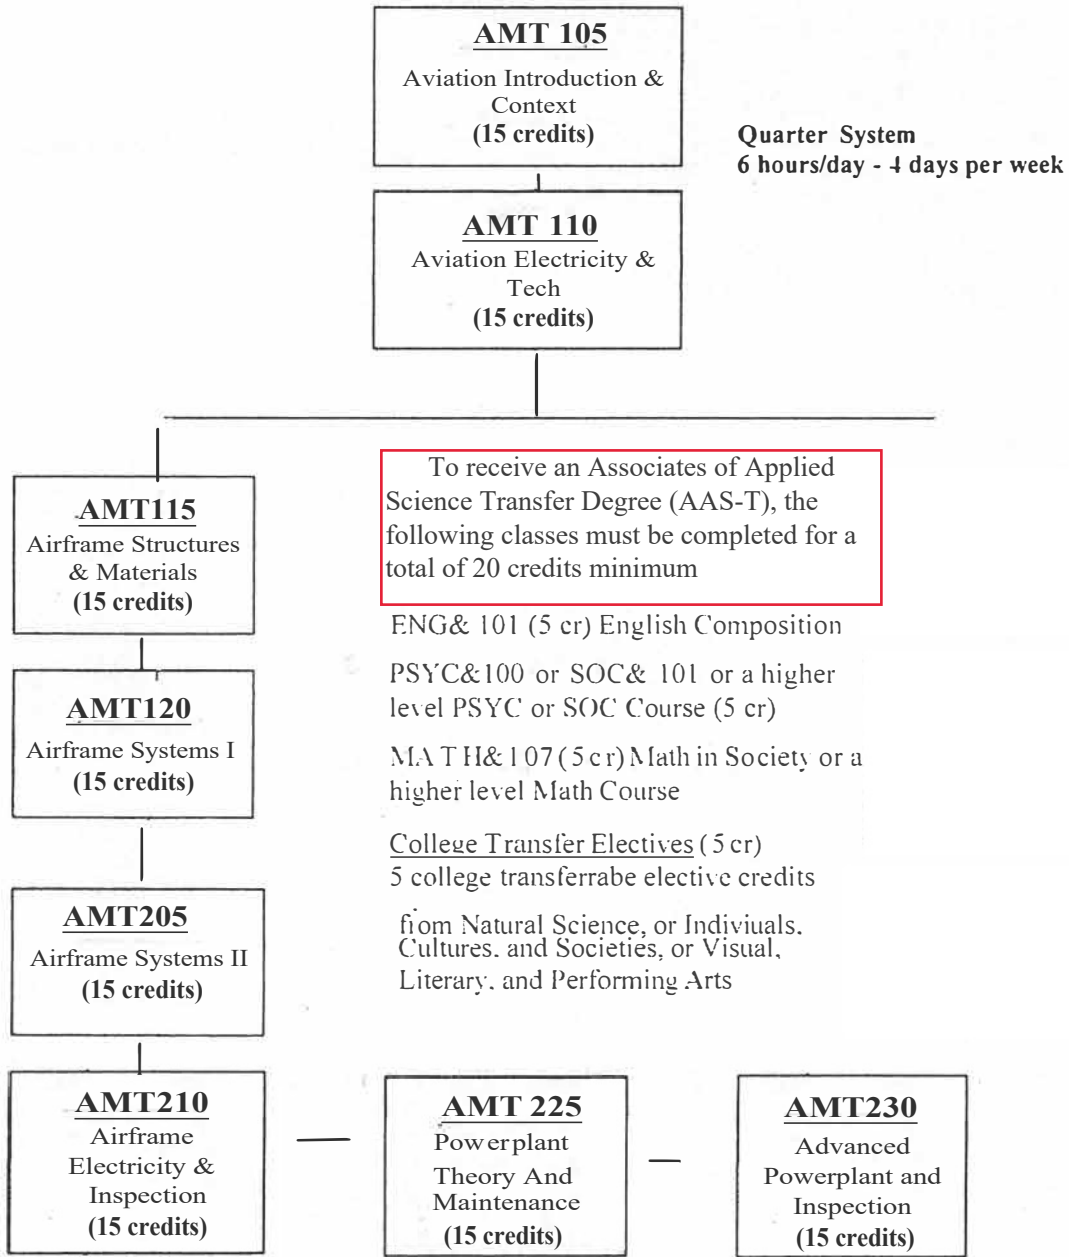 AMT 105
Aviation Introduction &
Context
(15 credits)
Quarter System
6 hours/day - 4 days per week
AMT 110
Aviation Electricity &
Tech
(15 credits)
AMT115
Airframe Structures
& Materials
(15 credits)
AMT120
Airframe Systems I
(15 credits)
AMT205
Airframe Systems II
(15 credits)
To receive an Associates of Applied
Science Transfer Degree (AAS-T), the
following classes must be completed for a
total of 20 credits minimum
ENG& 101 (5 cr) English Composition
PSYC&100 or SOC& 101 or a higher
level PSYC or SOC Course (5 cr)
MATH& 107 (5 cr) Math in Society or a
higher level Math Course
College Transfer Electives (5 cr)
5 college transferrabe elective credits
from Natural Science, or Indiviuals,
Cultures, and Societies, or Visual,
Literary, and Performing Arts
AMT210
Airframe
Electricity &
Inspection
(15 credits)
AMT 225
Powerplant
Theory And
Maintenance
(15 credits)
AMT230
Advanced
Powerplant and
Inspection
(15 credits)